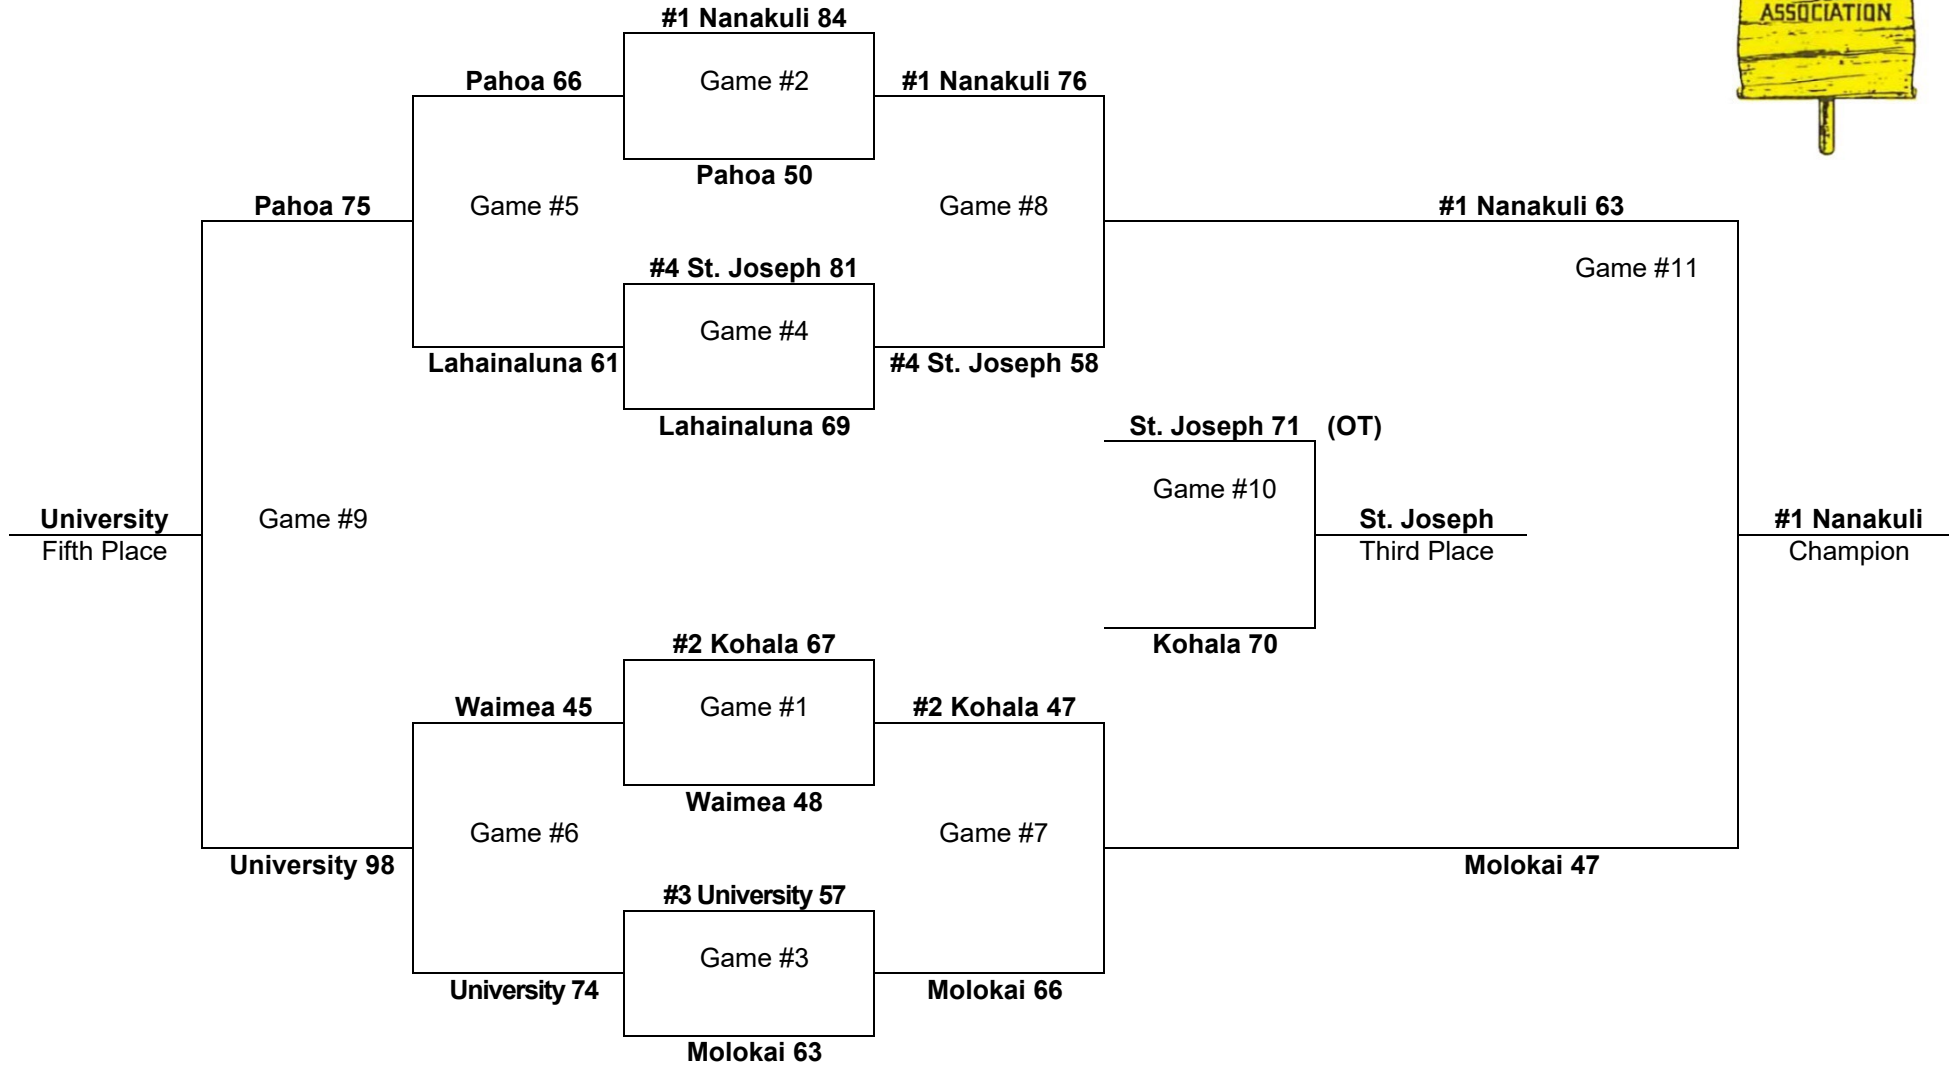 ASSOCIATION
#1 Nanakuli 84
Pahoa 66
Game #2
#1 Nanakuli 76
Pahoa 50
Pahoa 75
Game #5
Game #8
#1 Nanakuli 63
#4 St. Joseph 81
Game #11
Game #4
Lahainaluna 61
#4 St. Joseph 58
Lahainaluna 69
St. Joseph 71 (OT)
Game #10
University
Fifth Place
Game #9
St. Joseph
Third Place
#1 Nanakuli
Champion
#2 Kohala 67
Kohala 70
Waimea 45
Game #1
#2 Kohala 47
Waimea 48
Game #6
Game #7
University 98
Molokai 47
#3 University 57
Game #3
University 74
Molokai 66
Molokai 63